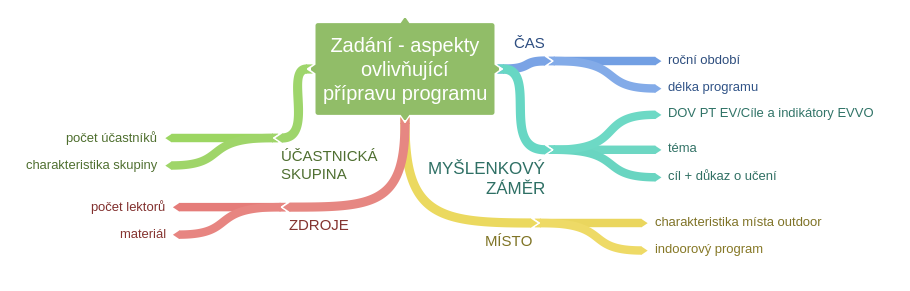 Zadání - aspekty
ovlivňující
přípravu programu
ČAS
roční období
délka programu
MYŠLENKOVÝ
ZÁMĚR
DOV PT EV/Cíle a indikátory EVVO
téma
cíl + důkaz o učení
MÍSTO
charakteristika místa outdoor
indoorový program
ZDROJE
počet lektorů
materiál
ÚČASTNICKÁ
SKUPINA
počet účastníků
charakteristika skupiny